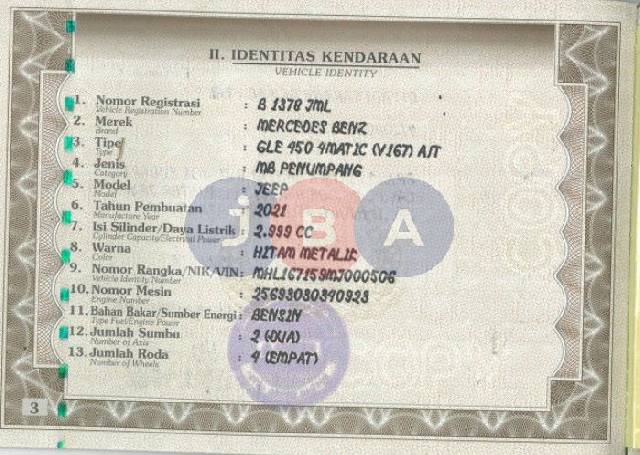 II. IDENTITAS KENDARAAN
VEHICLE IDENTITY
1. Nomor Registrasi : B 1378 JML
Vehicle Registration Number
2. Merek : MERCEDES BENZ
Brand
3. Tipe : GLE 450 4MATIC (V167) A/T
Type
4. Jenis : MB PENUMPANG
Category
5. Model : JEEP
Model
6. Tahun Pembuatan : 2021
Manufacture Year
7. Isi Silinder/Daya Listrik : 2.999 CC
Cylinder Capacity/Electrical Power
8. Warna : HITAM METALIK
Color
9. Nomor Rangka/NIK/VIN: MHL167159MJ000506
Vehicle Identity Number
10. Nomor Mesin : 25693080340323
Engine Number
11. Bahan Bakar/Sumber Energi: BENSIN
Type Fuel/Engine Power
12. Jumlah Sumbu : 2 (DUA)
Number of Axis
13. Jumlah Roda : 4 (EMPAT)
Number of Wheels
jBA
3